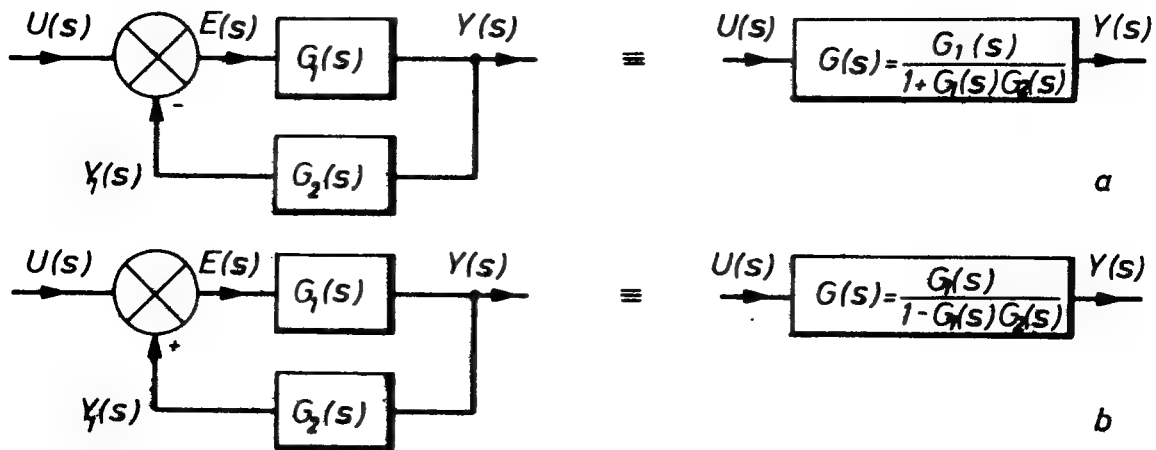 U(s) E(s) G₁(s) Y(s) ≡ U(s) G(s) = G₁(s) / 1 + G₁(s)G₂(s) Y(s)
-
Y₁(s) G₂(s) a
U(s) E(s) G₁(s) Y(s) ≡ U(s) G(s) = G₁(s) / 1 - G₁(s)G₂(s) Y(s)
+
Y₁(s) G₂(s) b